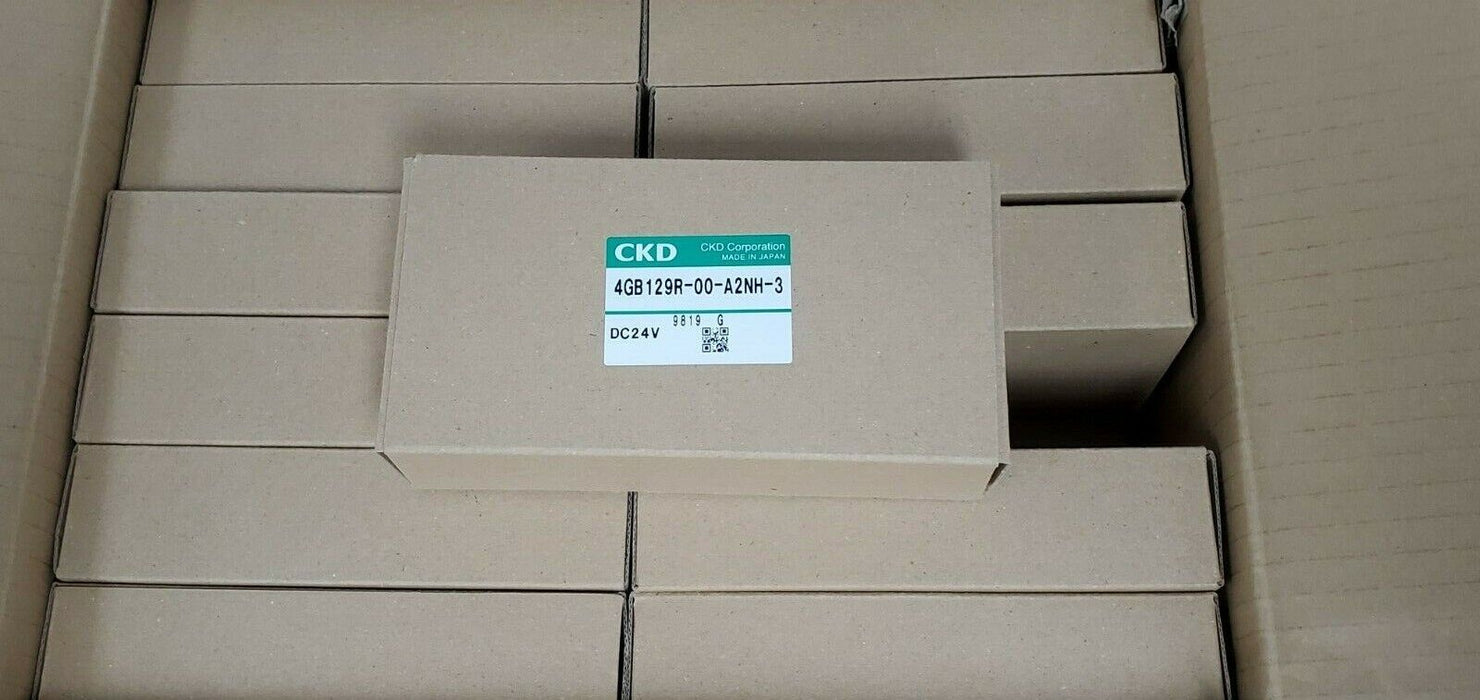 CKD CKD Corporation
MADE IN JAPAN
4GB129R-00-A2NH-3
9819 G
DC24V